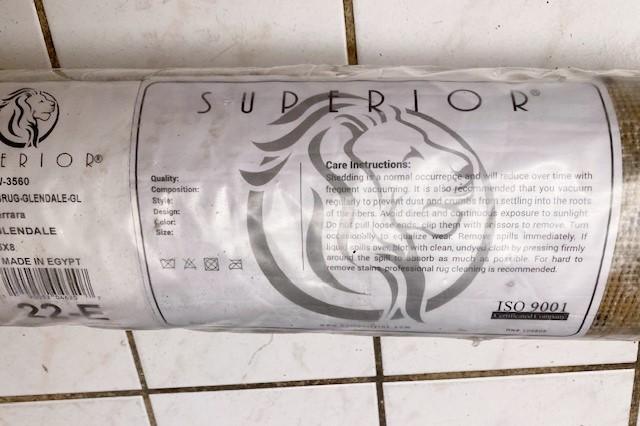 SUPERIOR®
ERIOR®
-3560
RUG-GLENDALE-GL
GLENDALE
5X8
MADE IN EGYPT
22-E
Quality:
Composition:
Style:
Design:
Color:
Size:
Care Instructions:
Shedding is a normal occurrence and will reduce over time with
frequent vacuuming. It is also recommended that you vacuum
regularly to prevent dust and from settling into the roots
of the fibers. Avoid direct and continuous exposure to sunlight.
Do not pull loose ends, clip them with scissors to remove. Turn
occasionally to equalize wear. Remove spills immediately. If
liquid spills over, blot with clean, undyed cloth by pressing firmly
around the spill to absorb as much as possible. For hard to
remove stains, professional rug cleaning is recommended.
ISO 9001
Certificated Company